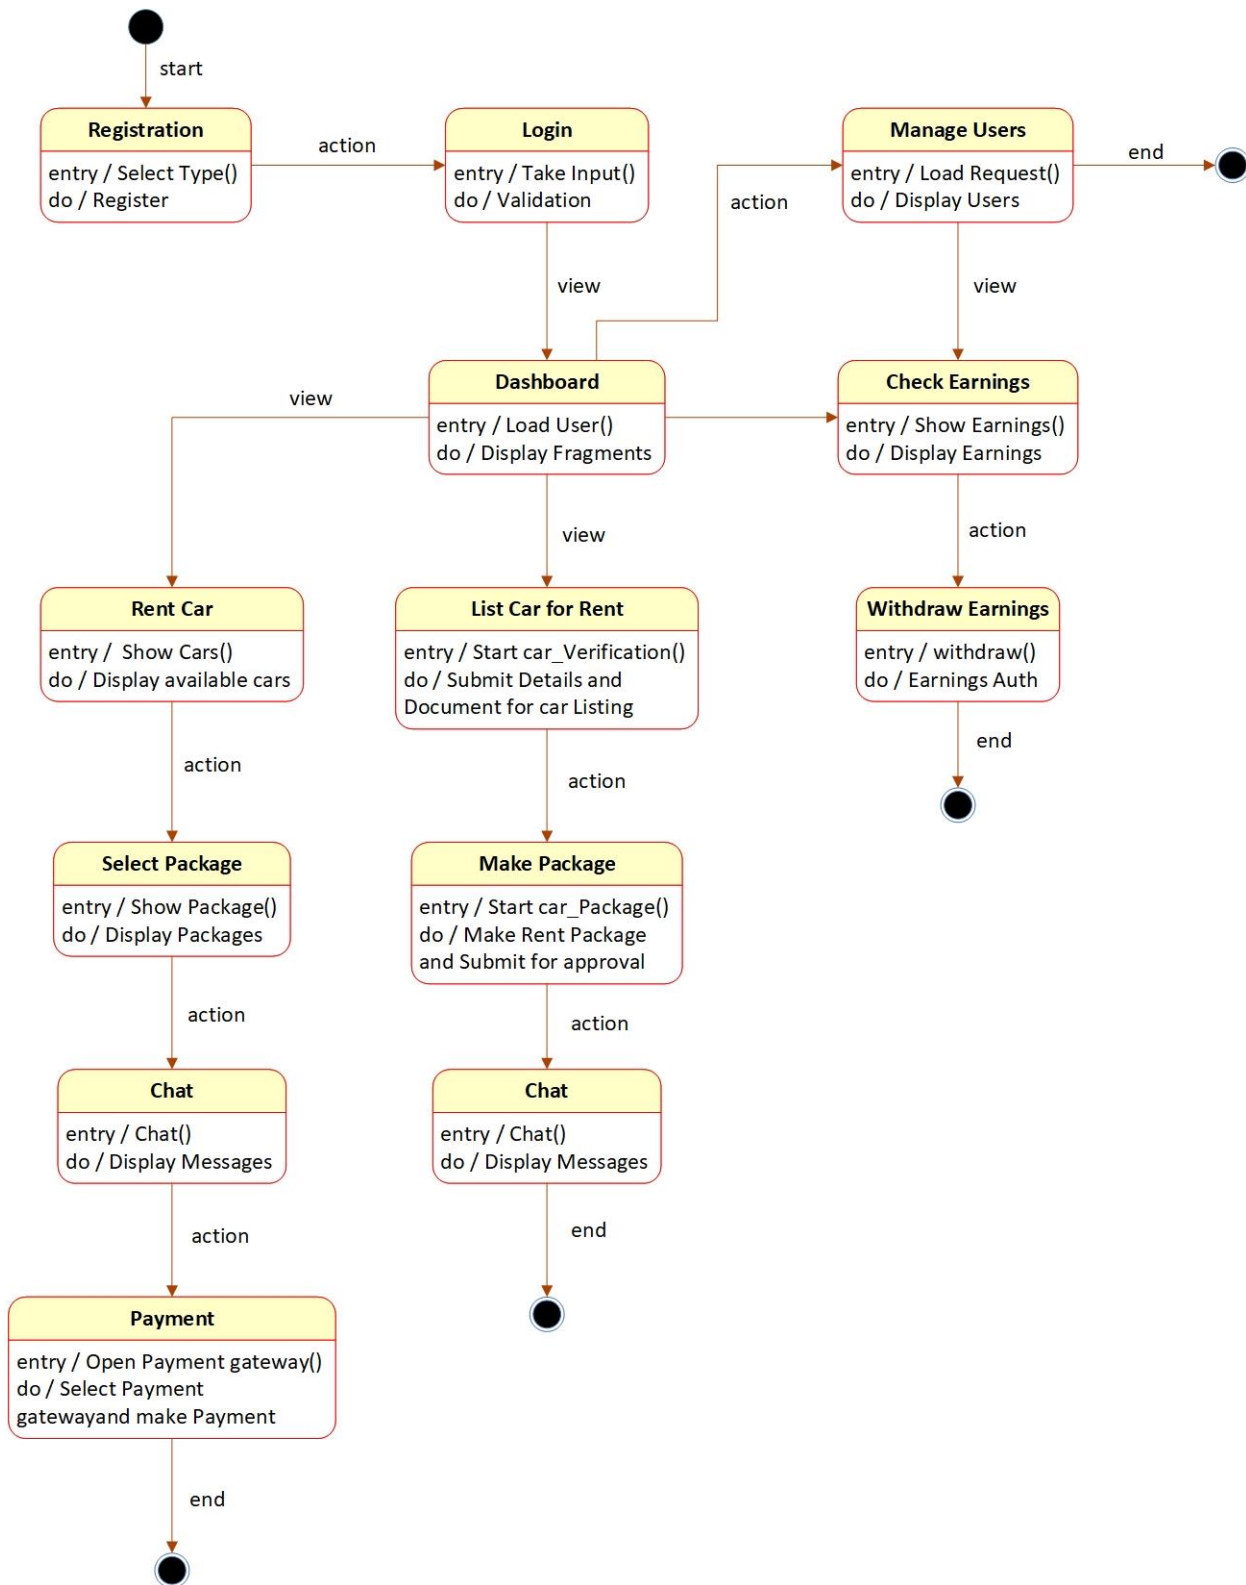 start
Registration
entry / Select Type()
do / Register
action
Login
entry / Take Input()
do / Validation
Manage Users
entry / Load Request()
do / Display Users
end
action
view
view
Dashboard
entry / Load User()
do / Display Fragments
view
Check Earnings
entry / Show Earnings()
do / Display Earnings
view
action
Rent Car
entry /  Show Cars()
do / Display available cars
List Car for Rent
entry / Start car_Verification()
do / Submit Details and
Document for car Listing
Withdraw Earnings
entry / withdraw()
do / Earnings Auth
end
action
action
Select Package
entry / Show Package()
do / Display Packages
Make Package
entry / Start car_Package()
do / Make Rent Package
and Submit for approval
action
action
Chat
entry / Chat()
do / Display Messages
Chat
entry / Chat()
do / Display Messages
action
end
Payment
entry / Open Payment gateway()
do / Select Payment
gatewayand make Payment
end